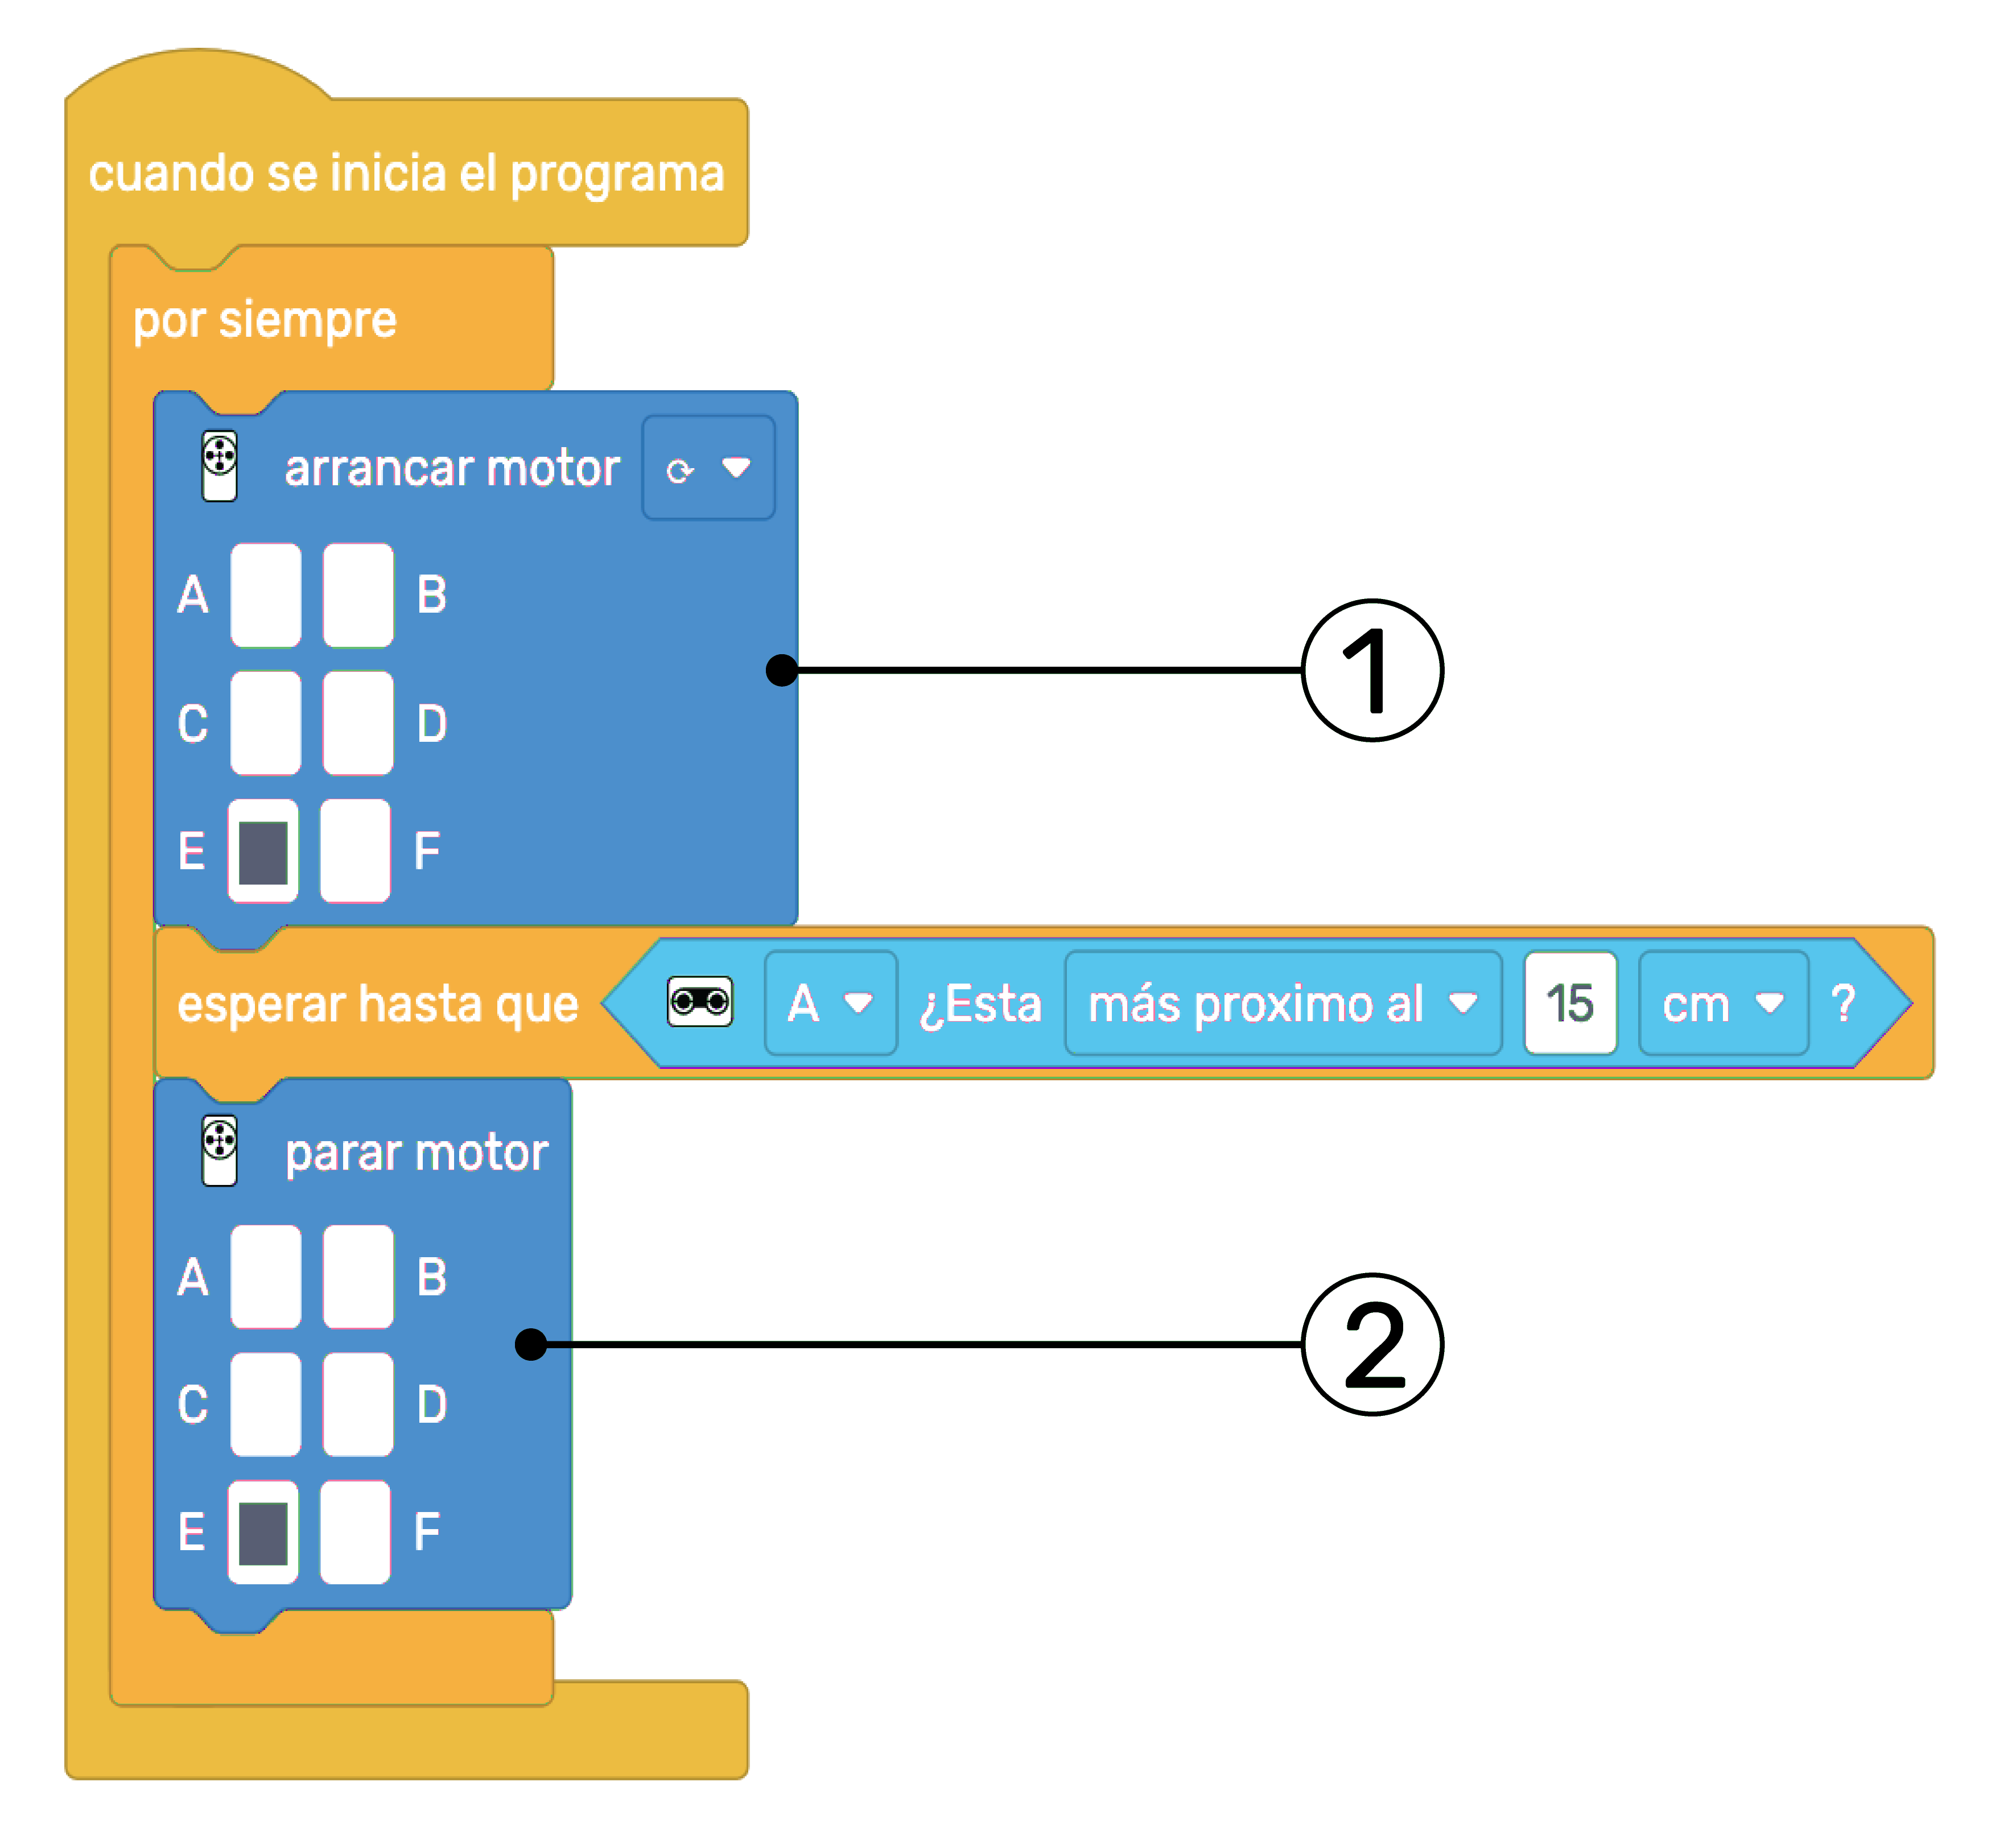 cuando se inicia el programa
por siempre
arrancar motor
A B
C D
E F
1
esperar hasta que A ¿Esta más proximo al 15 cm ?
parar motor
A B
C D
E F
2